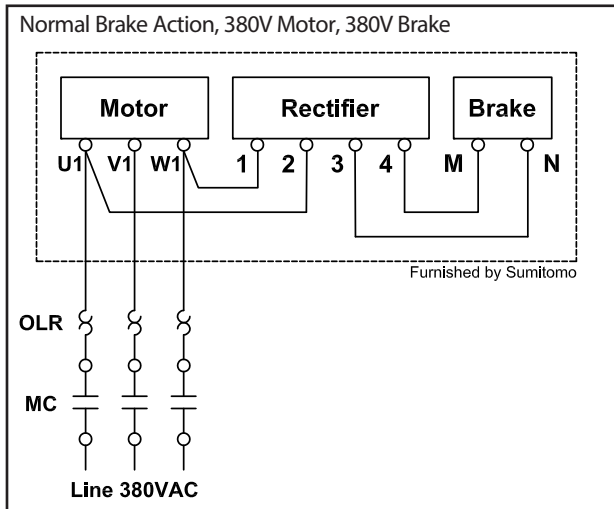 Normal Brake Action, 380V Motor, 380V Brake
Motor Rectifier Brake
U1 V1 W1 1 2 3 4 M N
Furnished by Sumitomo
OLR
MC
Line 380VAC